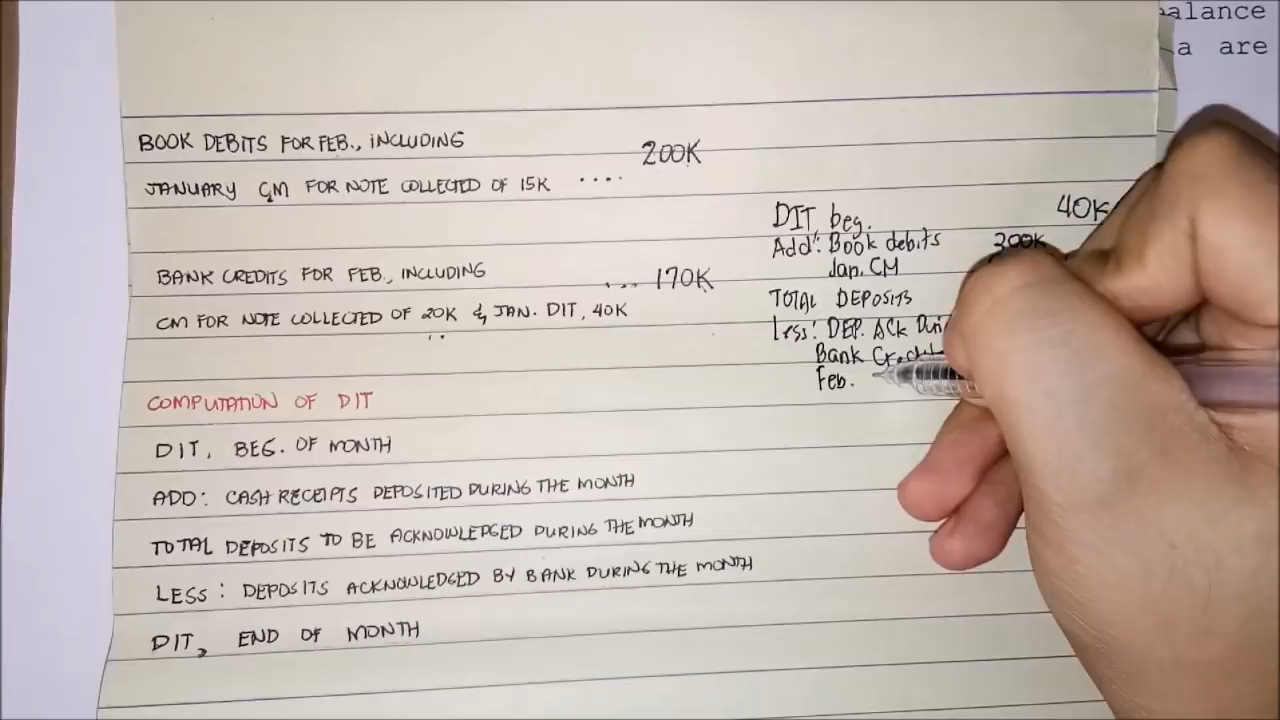 alance
a are
BOOK DEBITS FOR FEB., INCLUDING
200K
JANUARY CM FOR NOTE COLLECTED OF 15K ....
BANK CREDITS FOR FEB., INCLUDING
... 170K
CM FOR NOTE COLLECTED OF 20K & JAN. DIT, 40K
COMPUTATION OF DIT
DIT, BEG. OF MONTH
ADD: CASH RECEIPTS DEPOSITED DURING THE MONTH
TOTAL DEPOSITS TO BE ACKNOWLEDGED DURING THE MONTH
LESS: DEPOSITS ACKNOWLEDGED BY BANK DURING THE MONTH
DIT, END OF MONTH
DIT, beg. 40K
Add: Book debits 200K
Jan. CM
TOTAL DEPOSITS
Less: DEP. ACK
Bank
Feb.